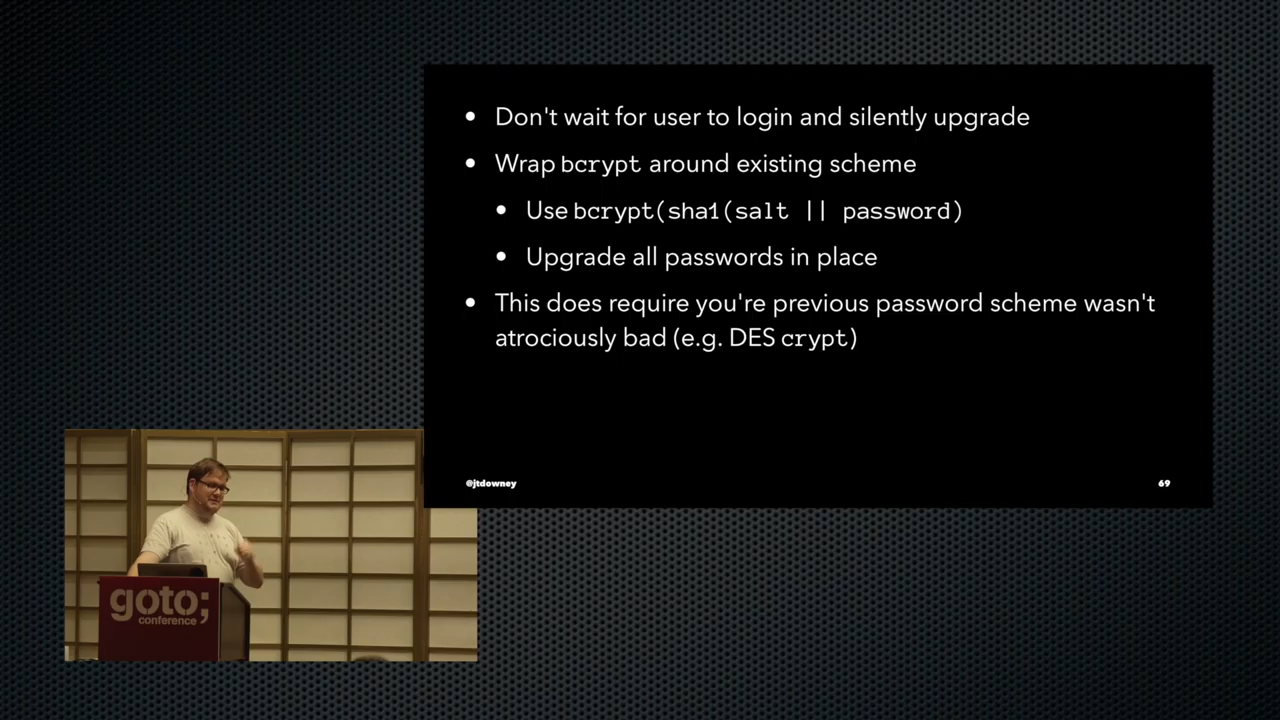 Don't wait for user to login and silently upgrade
Wrap bcrypt around existing scheme
Use bcrypt(sha1(salt || password)
Upgrade all passwords in place
This does require you're previous password scheme wasn't
atrociously bad (e.g. DES crypt)
@jtdowney
69
goto;
conference